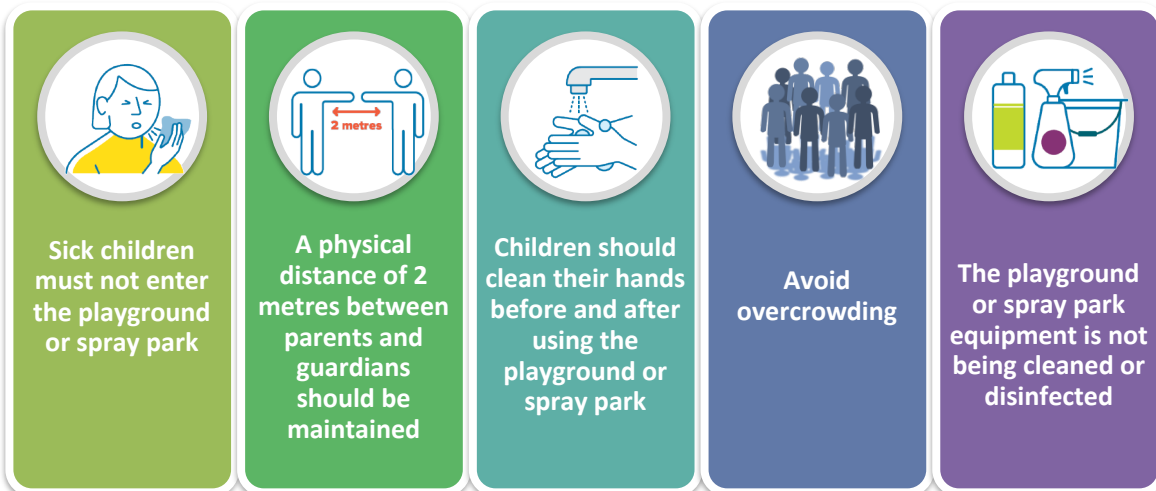 2 metres
Sick children
must not enter
the playground
or spray park
A physical
distance of 2
metres between
parents and
guardians
should be
maintained
Children should
clean their hands
before and after
using the
playground or
spray park
Avoid
overcrowding
The playground
or spray park
equipment is not
being cleaned or
disinfected